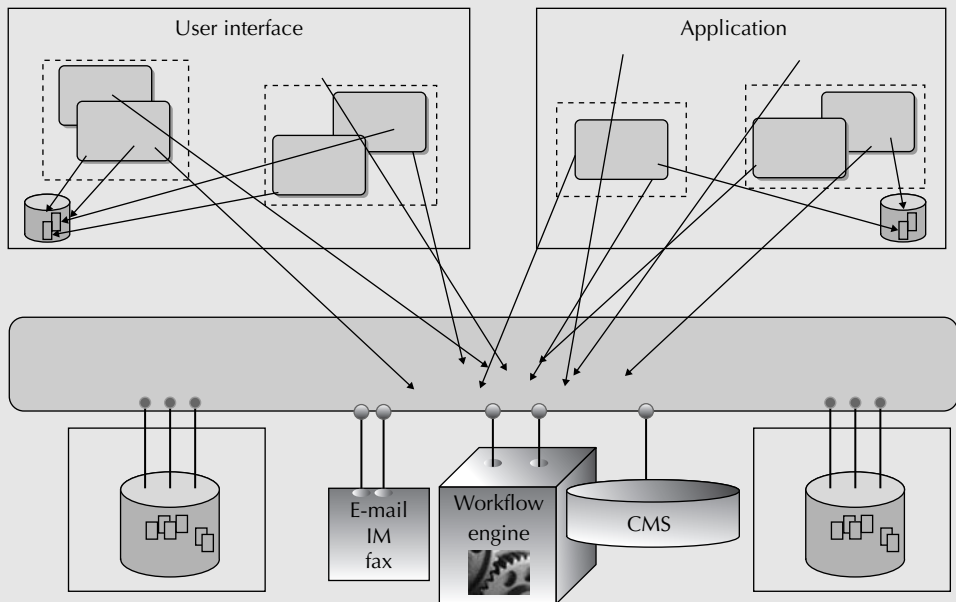 User interface
Application
E-mail
IM
fax
Workflow
engine
CMS